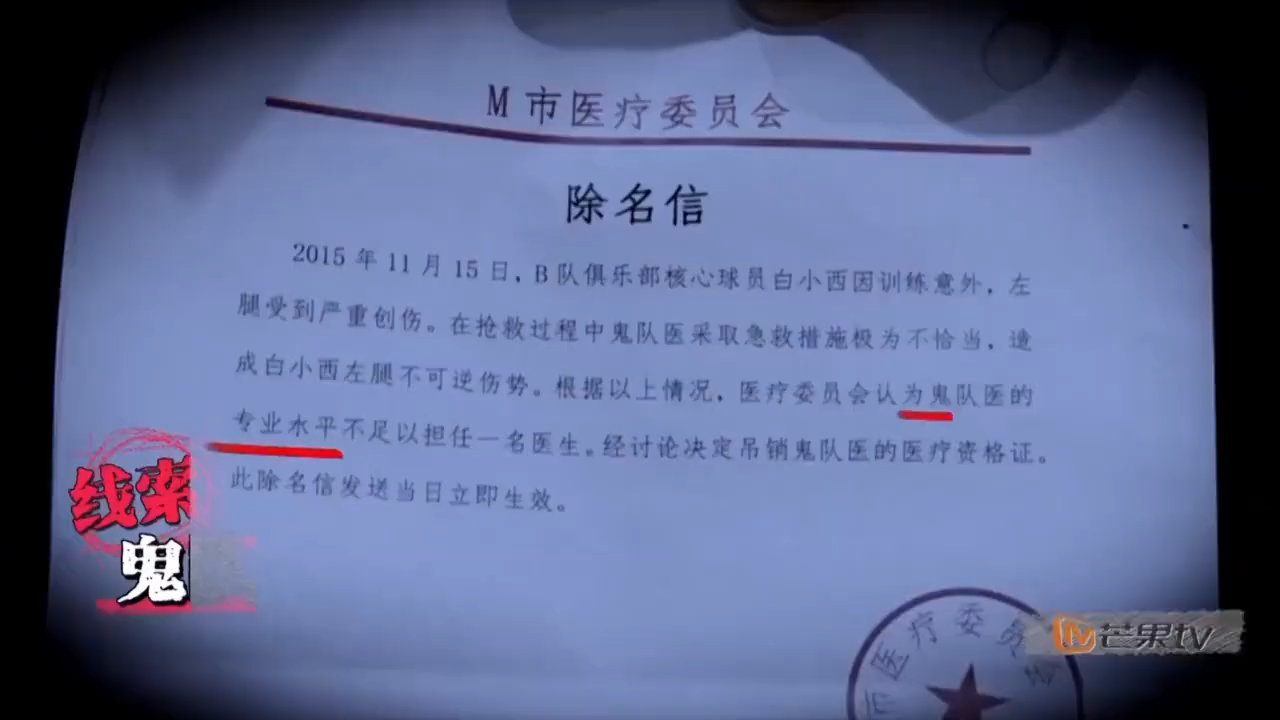 M市医疗委员会
除名信
2015年11月15日，B队俱乐部核心球员白小西因训练意外，左
腿受到严重创伤。在抢救过程中鬼队医采取急救措施极为不恰当，造
成白小西左腿不可逆伤势。根据以上情况，医疗委员会认为鬼队医的
专业水平不足以担任一名医生。经讨论决定吊销鬼队医的医疗资格证。
此除名信发送当日立即生效。
线索
鬼
市医疗委员会
芒果tv